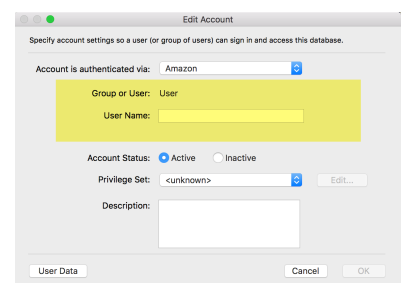 Edit Account
Specify account settings so a user (or group of users) can sign in and access this database.
Account is authenticated via: Amazon
Group or User: User
User Name:
Account Status: Active Inactive
Privilege Set: <unknown> Edit...
Description:
User Data Cancel OK